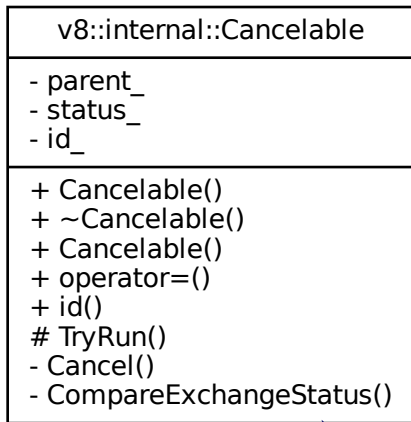 v8::internal::Cancelable
- parent_
- status_
- id_
+ Cancelable()
+ ~Cancelable()
+ Cancelable()
+ operator=()
+ id()
# TryRun()
- Cancel()
- CompareExchangeStatus()